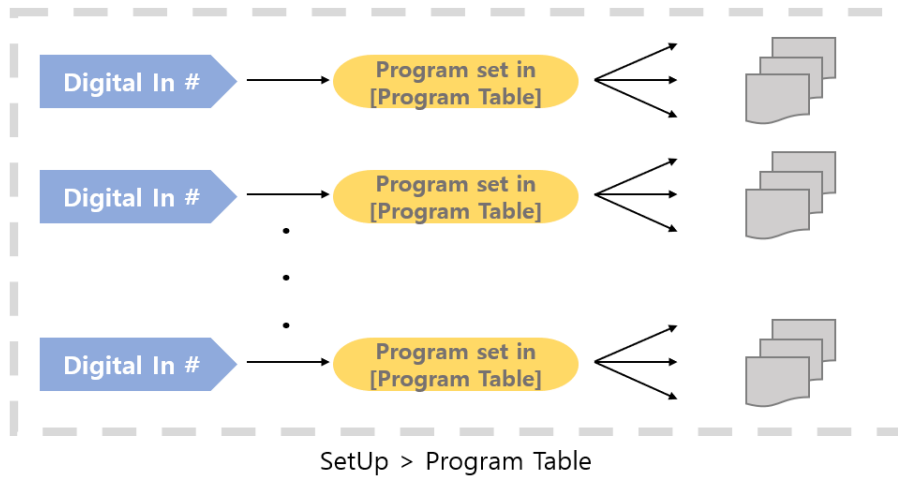 Digital In #
Program set in
[Program Table]
Digital In #
Program set in
[Program Table]
Digital In #
Program set in
[Program Table]
SetUp > Program Table